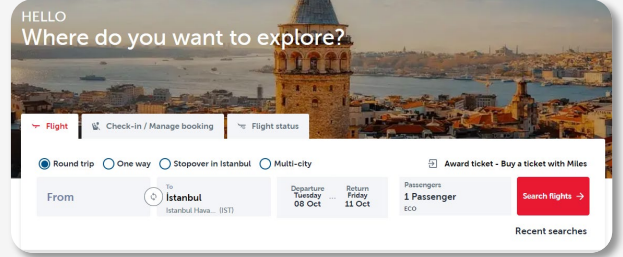 HELLO
Where do you want to explore?
Flight
Check-in / Manage booking
Flight status
Round trip
One way
Stopover in Istanbul
Multi-city
Award ticket - Buy a ticket with Miles
From
To
İstanbul
Istanbul Hava... (IST)
Departure
Tuesday
08 Oct
...
Return
Friday
11 Oct
Passengers
1 Passenger
ECO
Search flights →
Recent searches